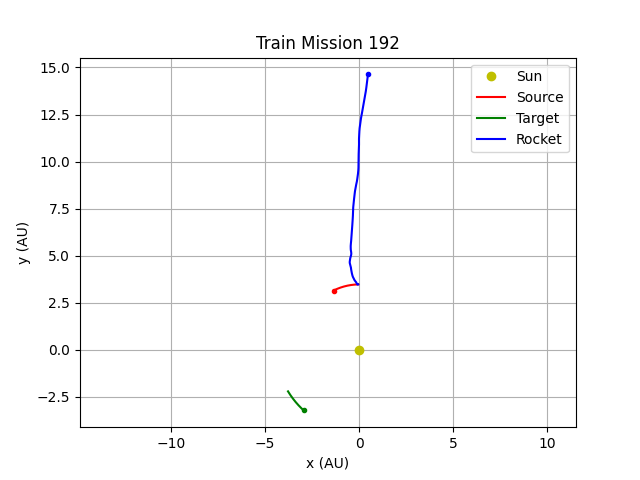 Train Mission 192
15.0
12.5
10.0
7.5
5.0
2.5
0.0
−2.5
y (AU)
−10
−5
0
5
10
x (AU)
Sun
Source
Target
Rocket